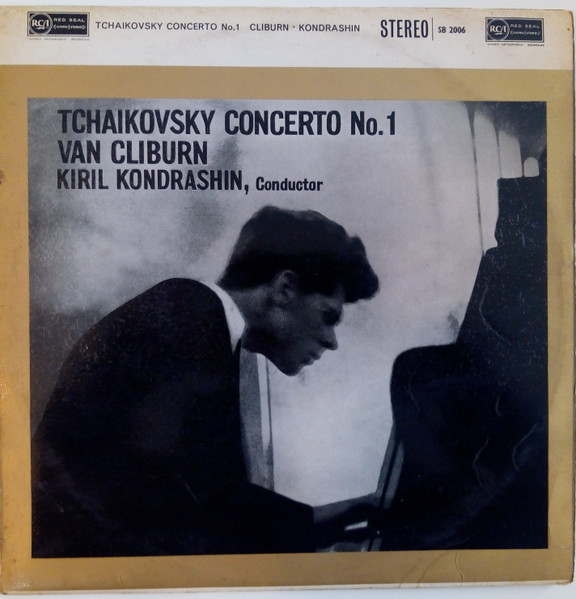 RCA RED SEAL TCHAIKOVSKY CONCERTO No.1 CLIBURN · KONDRASHIN STEREO SB 2006 RCA RED SEAL
TCHAIKOVSKY CONCERTO No.1
VAN CLIBURN
KIRIL KONDRASHIN, Conductor